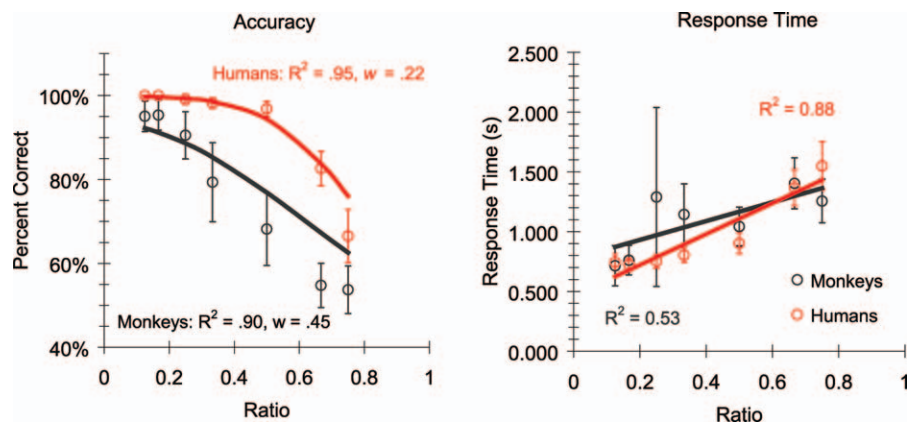 Accuracy
Humans: R² = .95, w = .22
100%
80%
60%
40%
Percent Correct
Monkeys: R² = .90, w = .45
0
0.2
0.4
0.6
0.8
1
Ratio
Response Time
2.500
2.000
1.500
1.000
0.500
0.000
Response Time (s)
R² = 0.88
Monkeys
Humans
R² = 0.53
0
0.2
0.4
0.6
0.8
1
Ratio